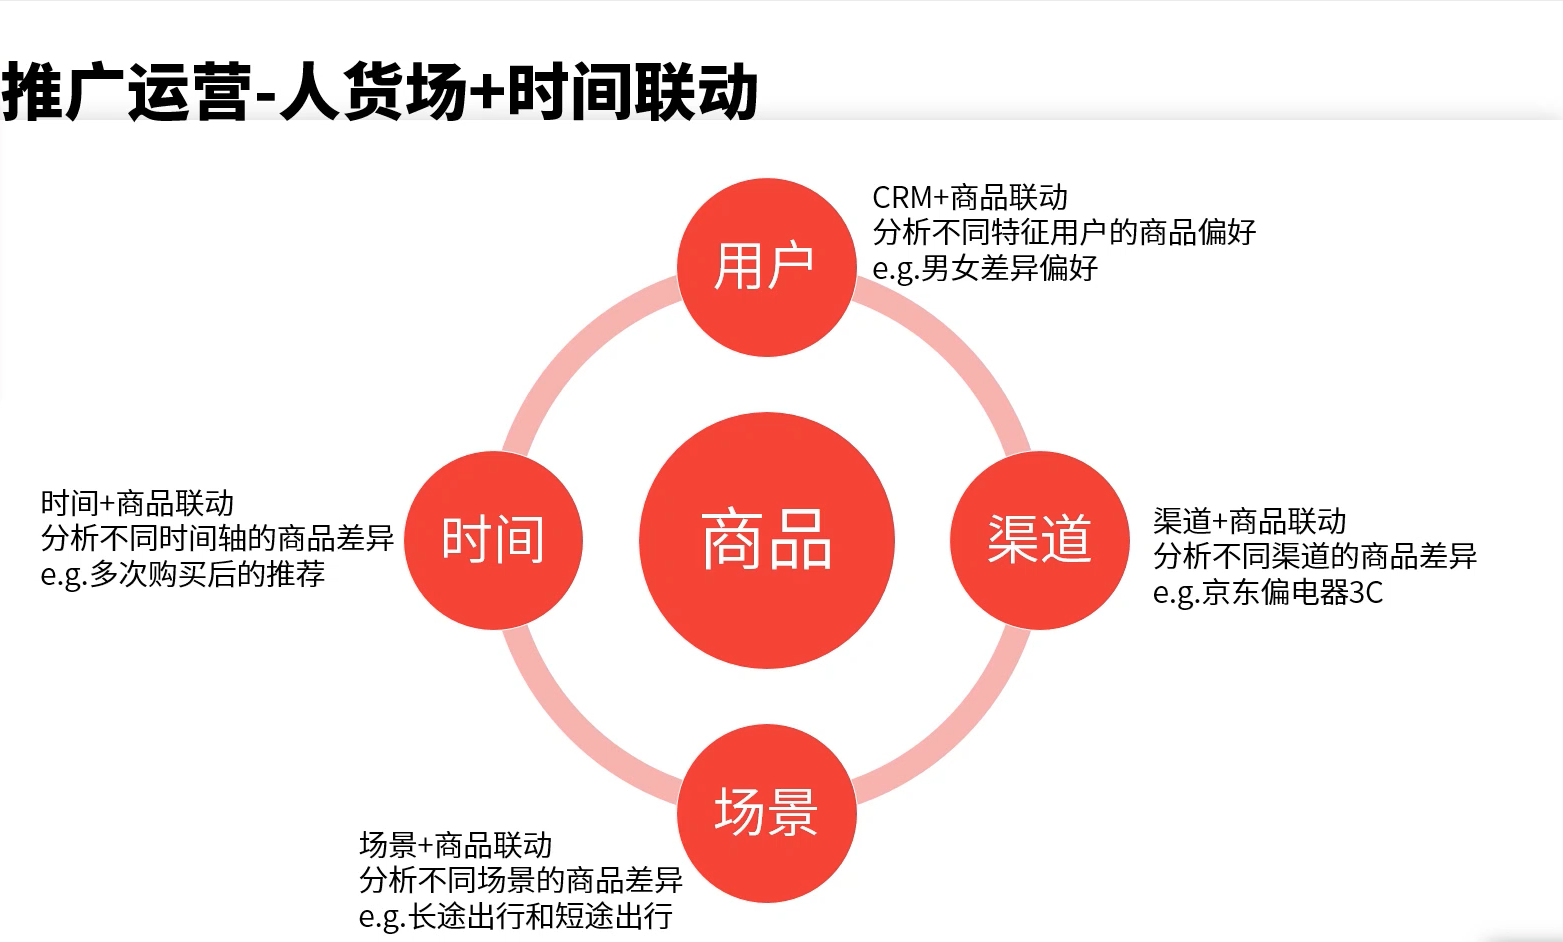 推广运营-人货场+时间联动
用户
CRM+商品联动
分析不同特征用户的商品偏好
e.g.男女差异偏好
时间+商品联动
分析不同时间轴的商品差异
e.g.多次购买后的推荐
时间
商品
渠道
渠道+商品联动
分析不同渠道的商品差异
e.g.京东偏电器3C
场景
场景+商品联动
分析不同场景的商品差异
e.g.长途出行和短途出行